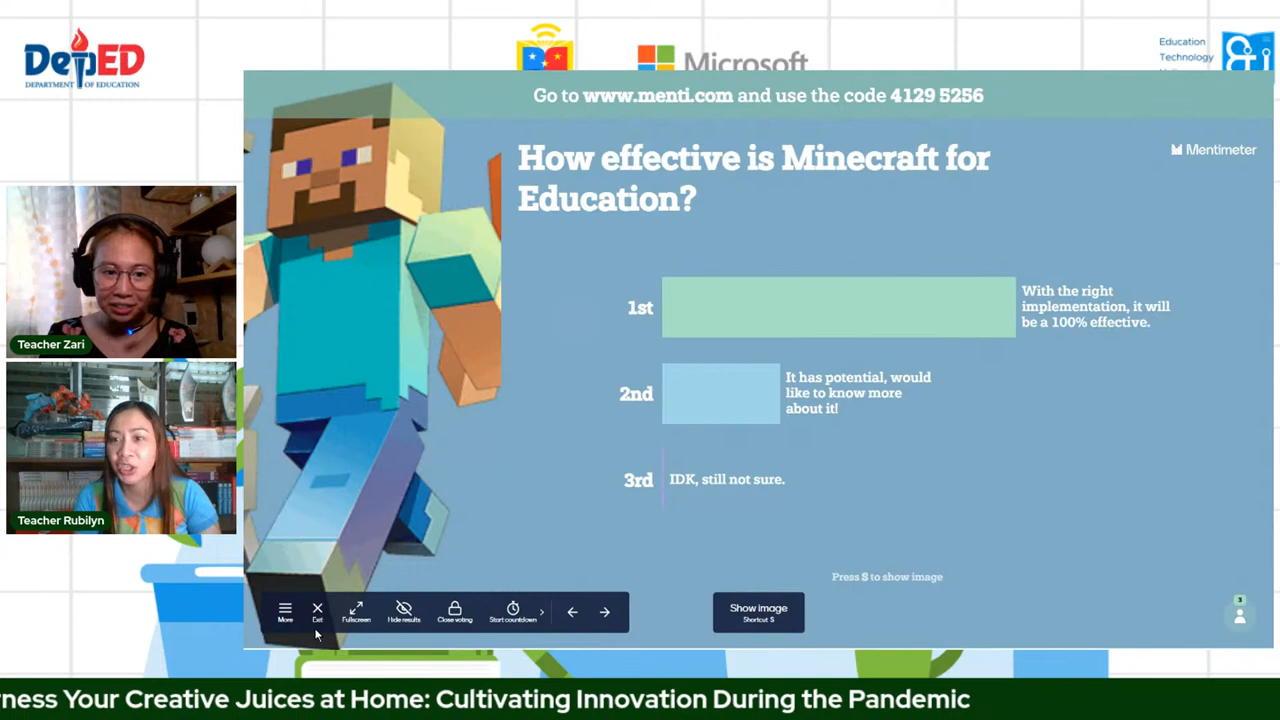 DepED
DEPARTMENT OF EDUCATION
Microsoft
Education
Technology
Go to www.menti.com and use the code 4129 5256
Mentimeter
How effective is Minecraft for
Education?
1st
With the right
implementation, it will
be a 100% effective.
2nd
It has potential, would
like to know more
about it!
3rd
IDK, still not sure.
Teacher Zari
Teacher Rubilyn
Press S to show image
More
Exit
Fullscreen
Hide results
Close voting
Start countdown
Show image
Shortcut S
3
rness Your Creative Juices at Home: Cultivating Innovation During the Pandemic